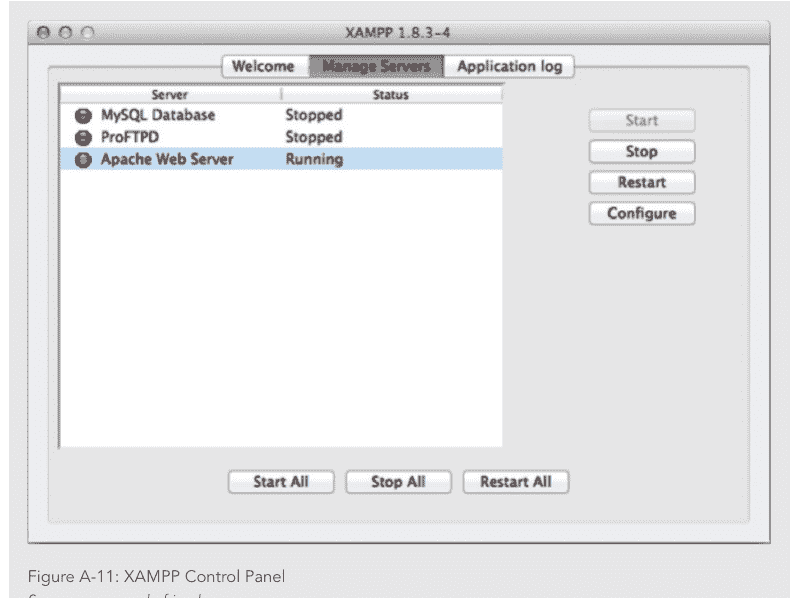 XAMPP 1.8.3-4
Welcome Manage Servers Application log
Server Status
MySQL Database Stopped
ProFTPD Stopped
Apache Web Server Running
Start
Stop
Restart
Configure
Start All Stop All Restart All
Figure A-11: XAMPP Control Panel